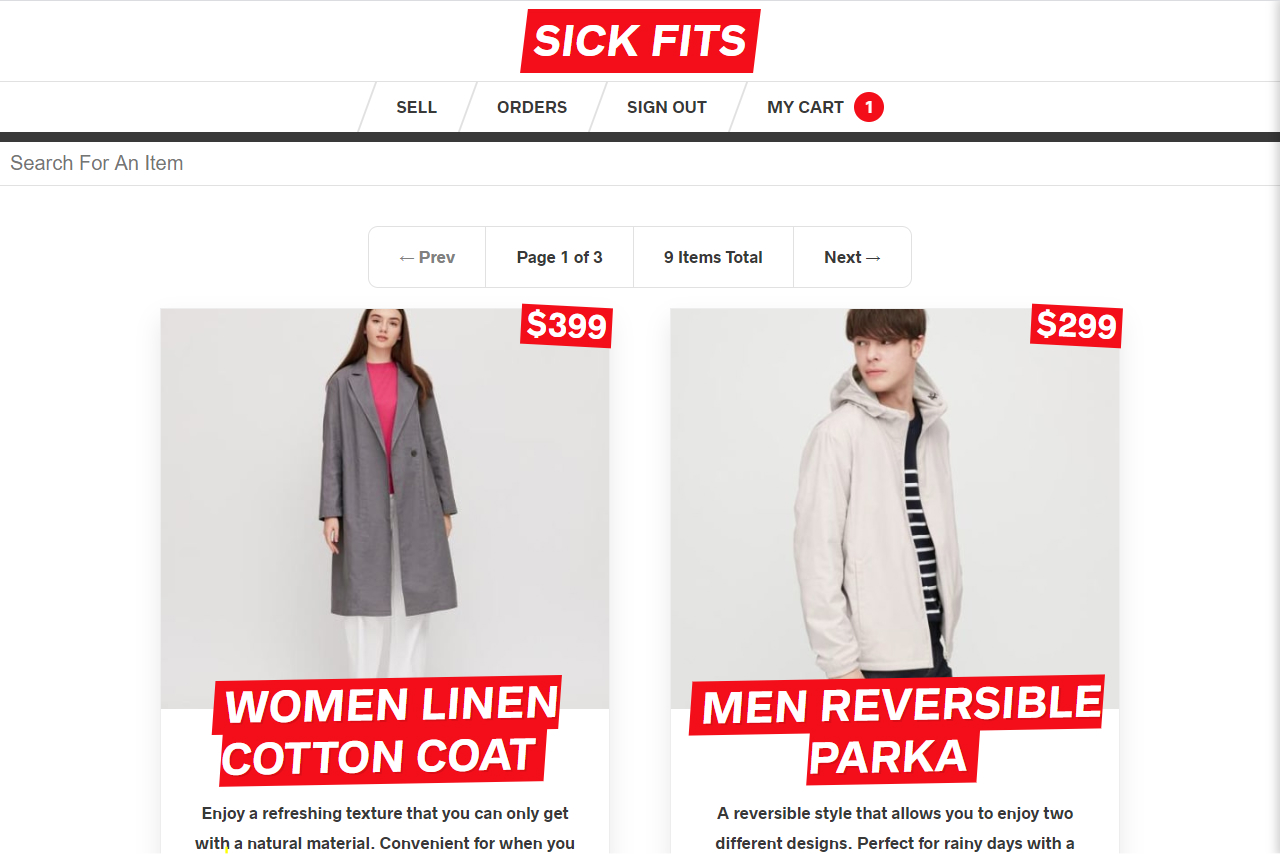 SICK FITS
SELL
ORDERS
SIGN OUT
MY CART 1
Search For An Item
← Prev
Page 1 of 3
9 Items Total
Next →
$399
WOMEN LINEN
COTTON COAT
Enjoy a refreshing texture that you can only get
with a natural material. Convenient for when you
$299
MEN REVERSIBLE
PARKA
A reversible style that allows you to enjoy two
different designs. Perfect for rainy days with a